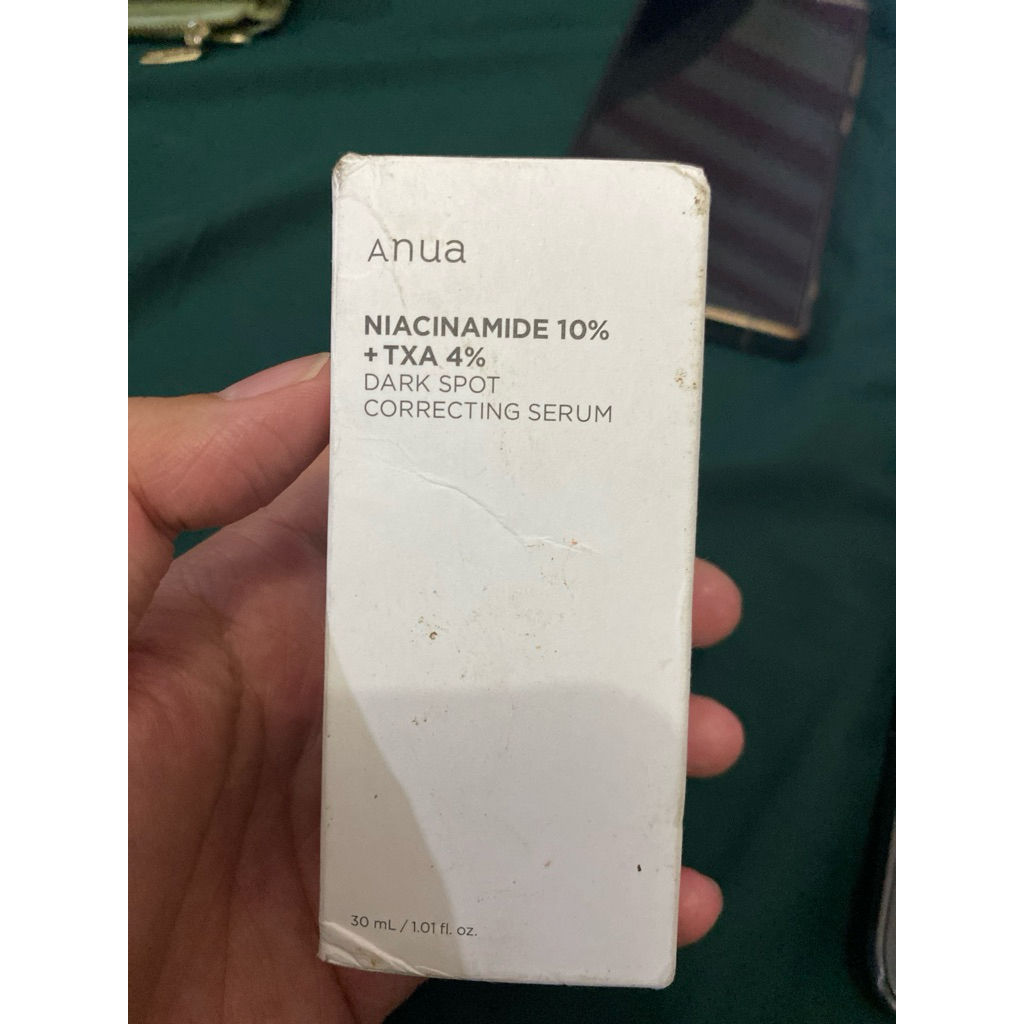 Anua
NIACINAMIDE 10%
+ TXA 4%
DARK SPOT
CORRECTING SERUM
30 mL / 1.01 fl. oz.